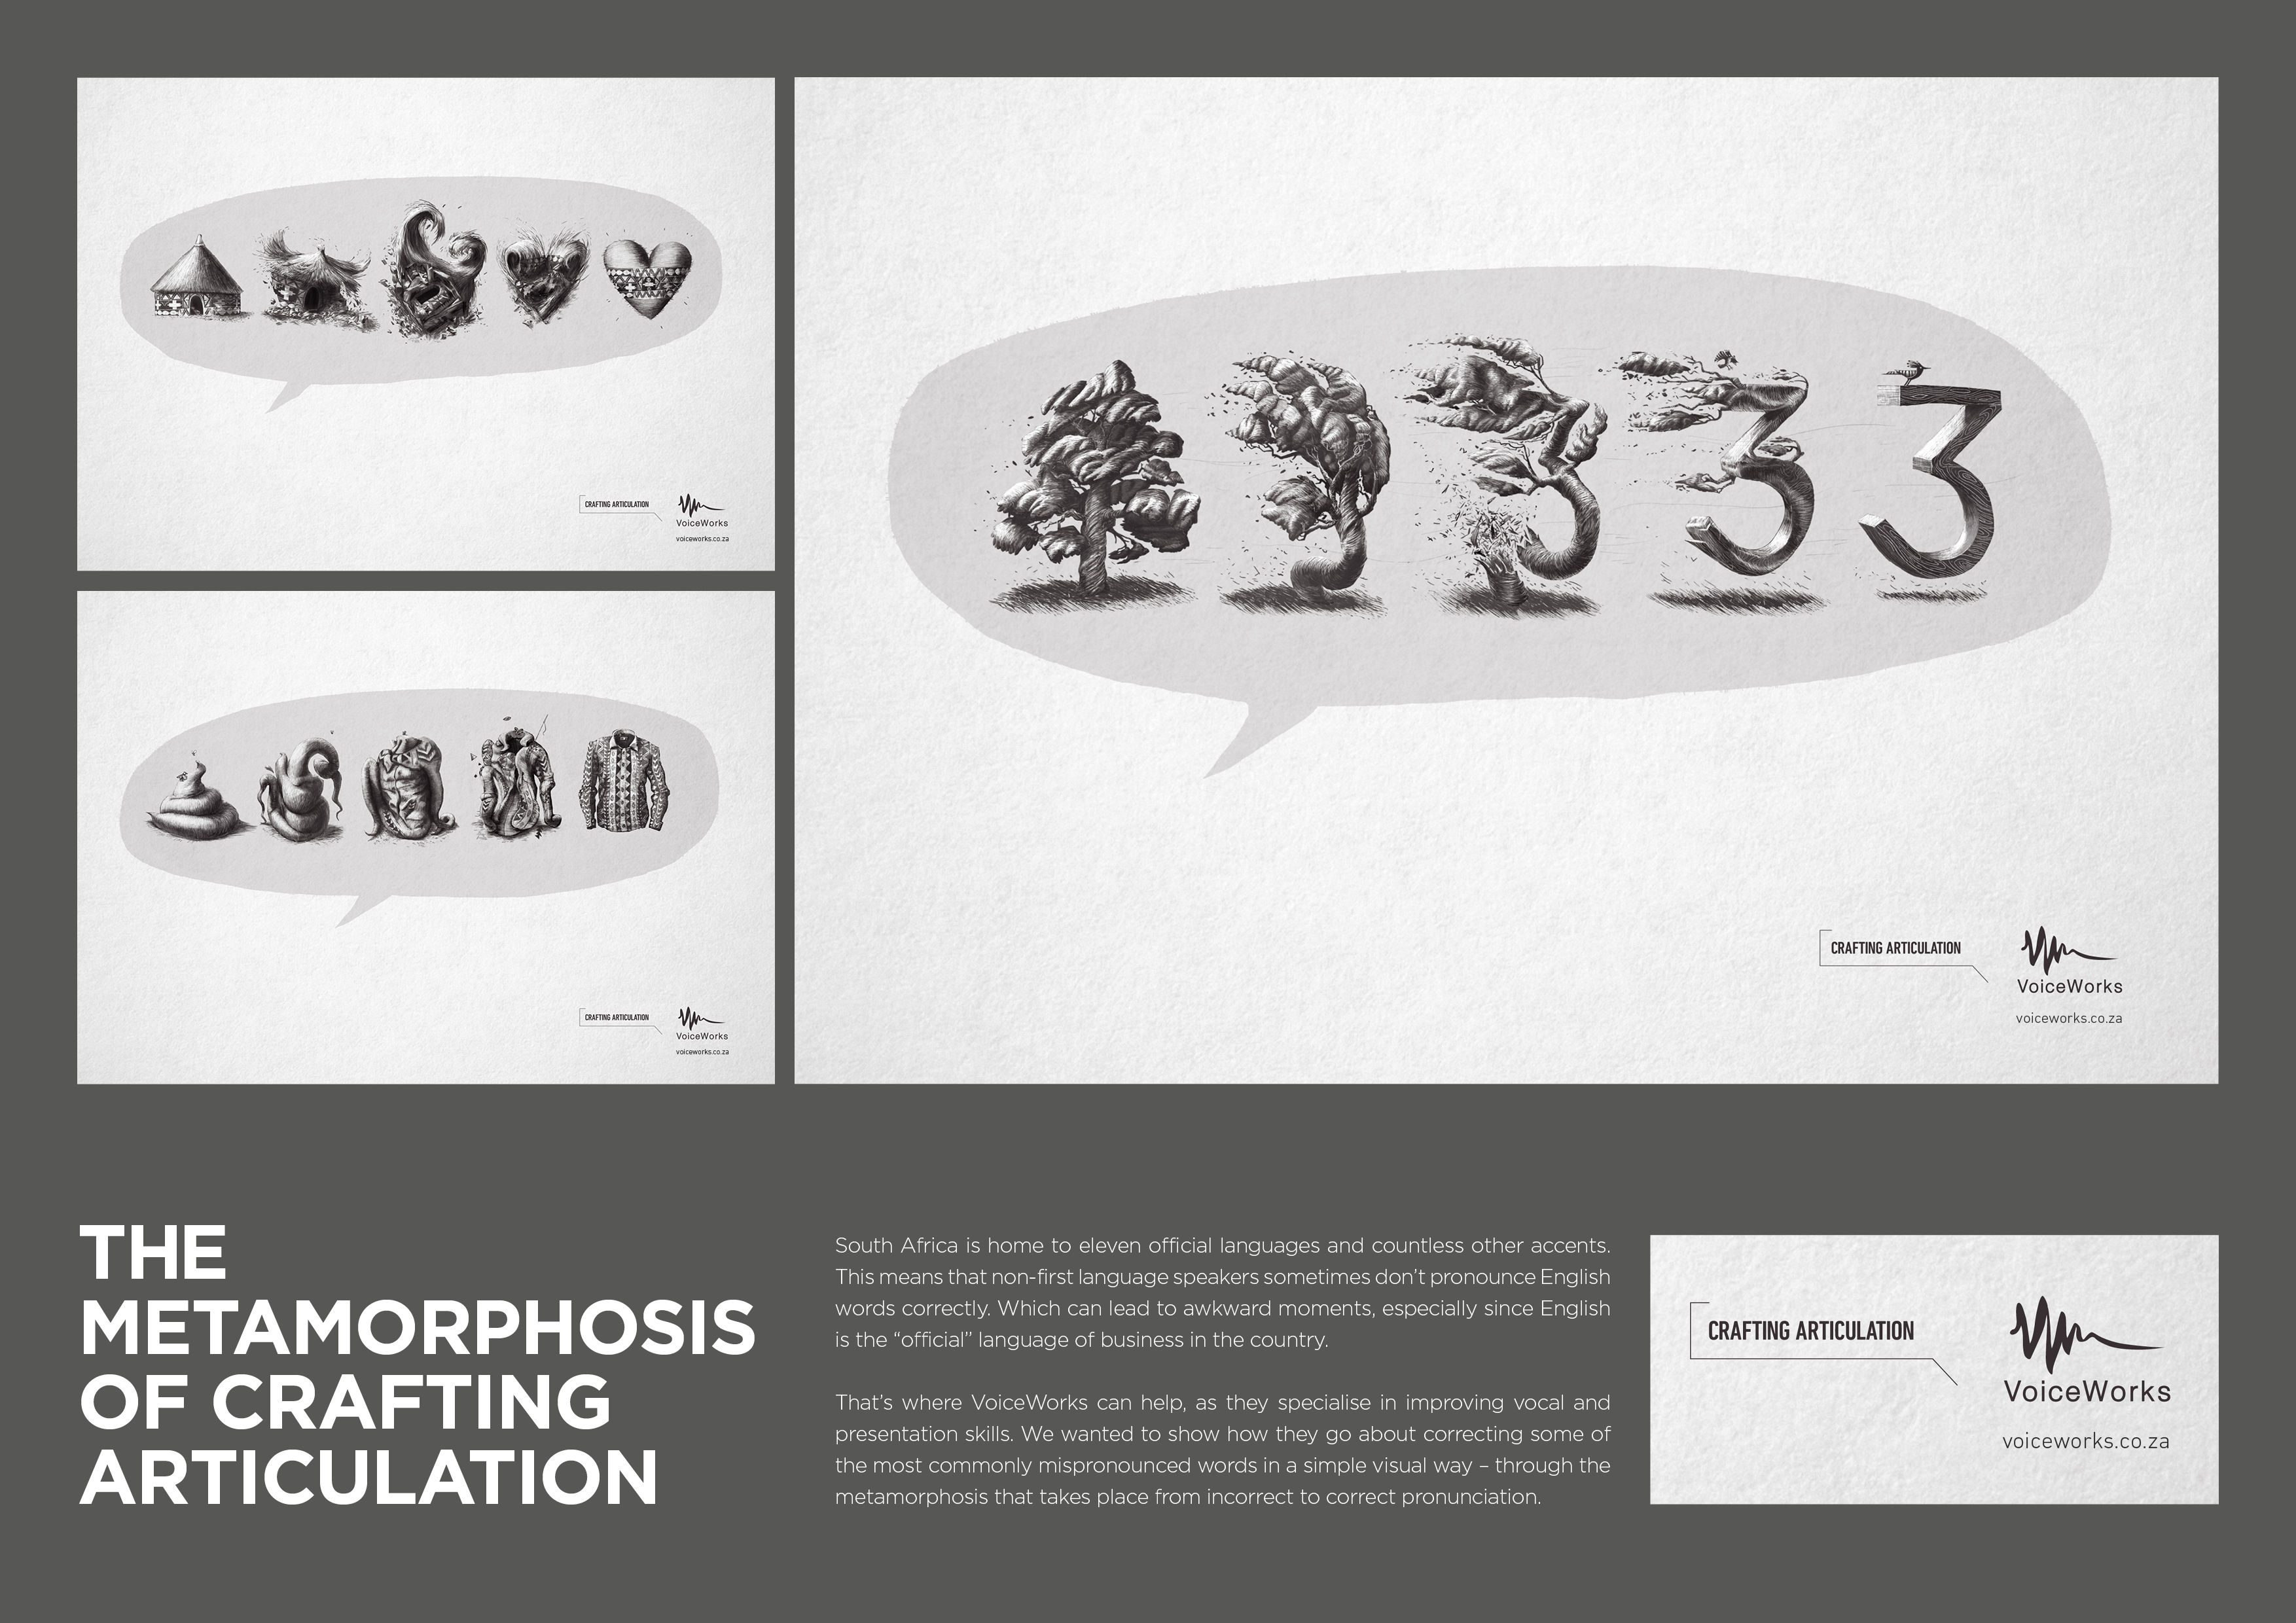 CRAFTING ARTICULATION
VoiceWorks
voiceworks.co.za
CRAFTING ARTICULATION
VoiceWorks
voiceworks.co.za
CRAFTING ARTICULATION
VoiceWorks
voiceworks.co.za
THE
METAMORPHOSIS
OF CRAFTING
ARTICULATION
South Africa is home to eleven official languages and countless other accents.
This means that non-first language speakers sometimes don’t pronounce English
words correctly. Which can lead to awkward moments, especially since English
is the “official” language of business in the country.
That’s where VoiceWorks can help, as they specialise in improving vocal and
presentation skills. We wanted to show how they go about correcting some of
the most commonly mispronounced words in a simple visual way – through the
metamorphosis that takes place from incorrect to correct pronunciation.
CRAFTING ARTICULATION
VoiceWorks
voiceworks.co.za